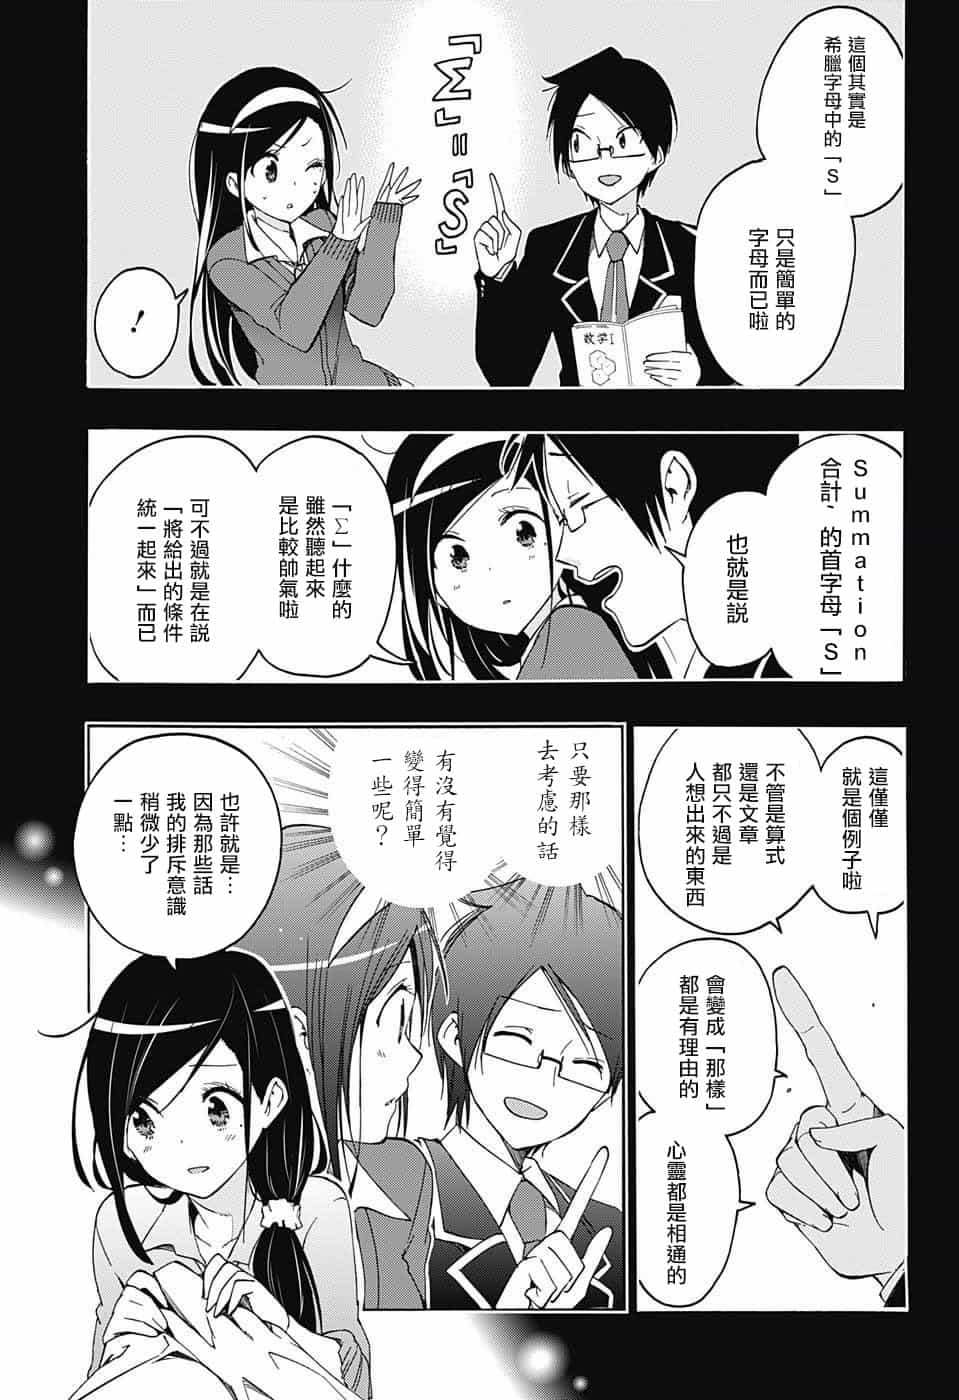 這個其實是
希臘字母中的「S」
只是簡單的
字母而已啦
「Σ」=「S」
数学I
！
Summation
合計、的首字母「S」
也就是説
「Σ」什麼的
雖然聽起來
是比較帥氣啦
可不過就是在説
「將給出的條件
統一起來」而已
這僅僅
就是個例子啦
不管是算式
還是文章
都只不過是
人想出來的東西
會變成「那樣」
都是有理由的
心靈都是相通的
只要那樣
去考慮的話
有沒有覺得
變得簡單
一些呢？
也許就是…
因為那些話
我的排斥意識
稍微少了
一點…